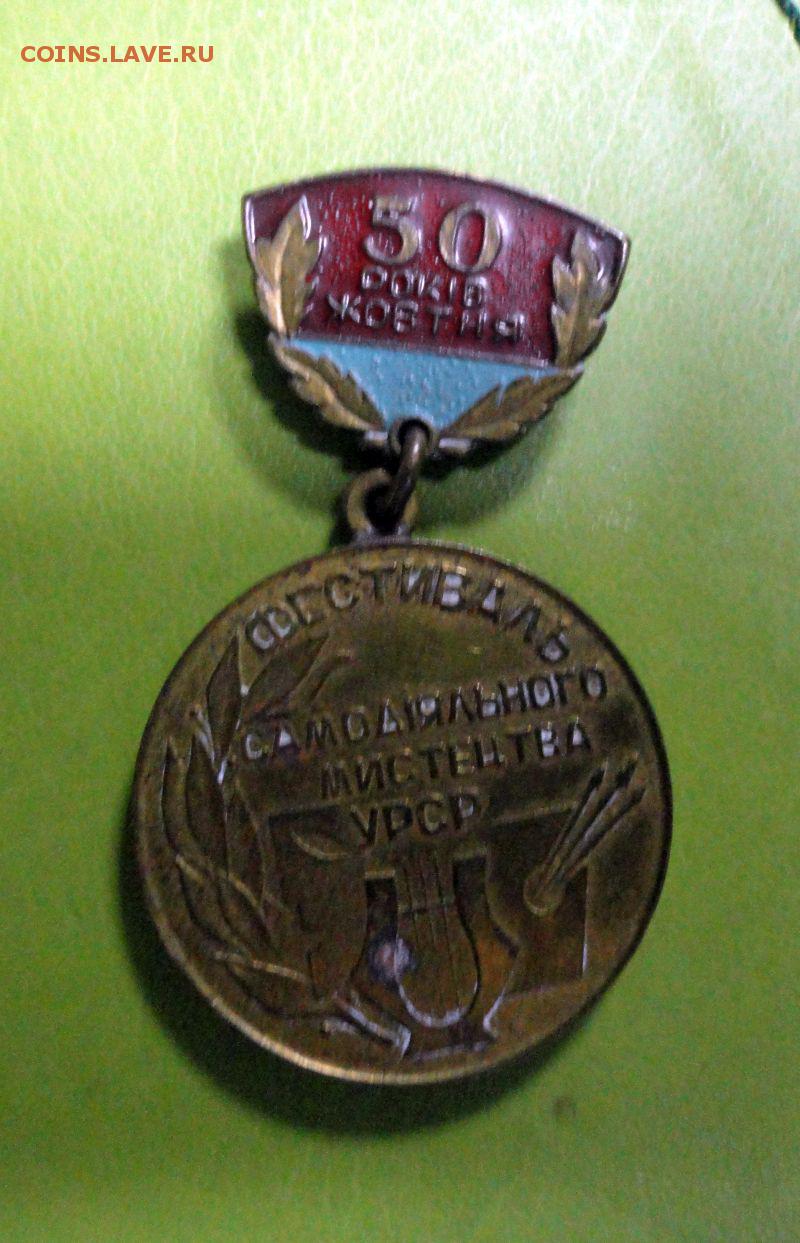 COINS.LAVE.RU
50
РОКІВ
ЖОВТНЯ
ФЕСТИВАЛЬ
САМОДІЯЛЬНОГО
МИСТЕЦТВА
УРСР